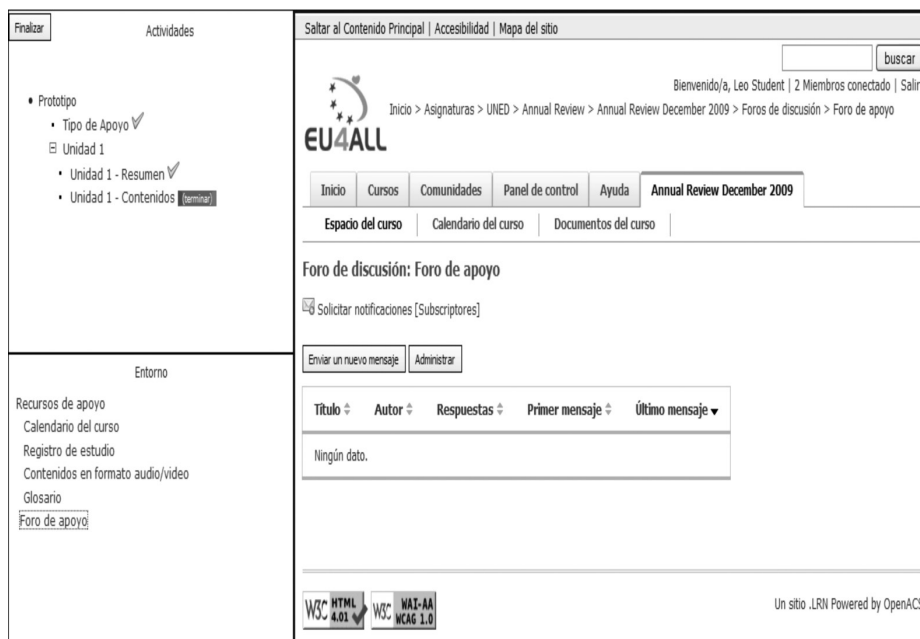 Finalizar
Actividades
Prototipo
Tipo de Apoyo
Unidad 1
Unidad 1 - Resumen
Unidad 1 - Contenidos (terminar)
Entorno
Recursos de apoyo
Calendario del curso
Registro de estudio
Contenidos en formato audio/video
Glosario
Foro de apoyo
Saltar al Contenido Principal | Accesibilidad | Mapa del sitio
buscar
Bienvenido/a, Leo Student | 2 Miembros conectado | Salir
EU4ALL
Inicio > Asignaturas > UNED > Annual Review > Annual Review December 2009 > Foros de discusión > Foro de apoyo
Inicio Cursos Comunidades Panel de control Ayuda Annual Review December 2009
Espacio del curso Calendario del curso Documentos del curso
Foro de discusión: Foro de apoyo
Solicitar notificaciones [Subscriptores]
Enviar un nuevo mensaje Administrar
Título Autor Respuestas Primer mensaje Último mensaje
Ningún dato.
W3C HTML 4.01 W3C WAI-AA WCAG 1.0
Un sitio .LRN Powered by OpenACS